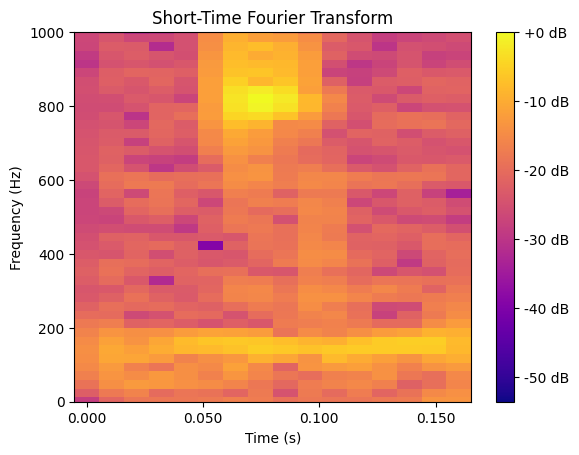 Short-Time Fourier Transform
1000
800
600
400
200
0
Frequency (Hz)
0.000
0.050
0.100
0.150
Time (s)
+0 dB
-10 dB
-20 dB
-30 dB
-40 dB
-50 dB